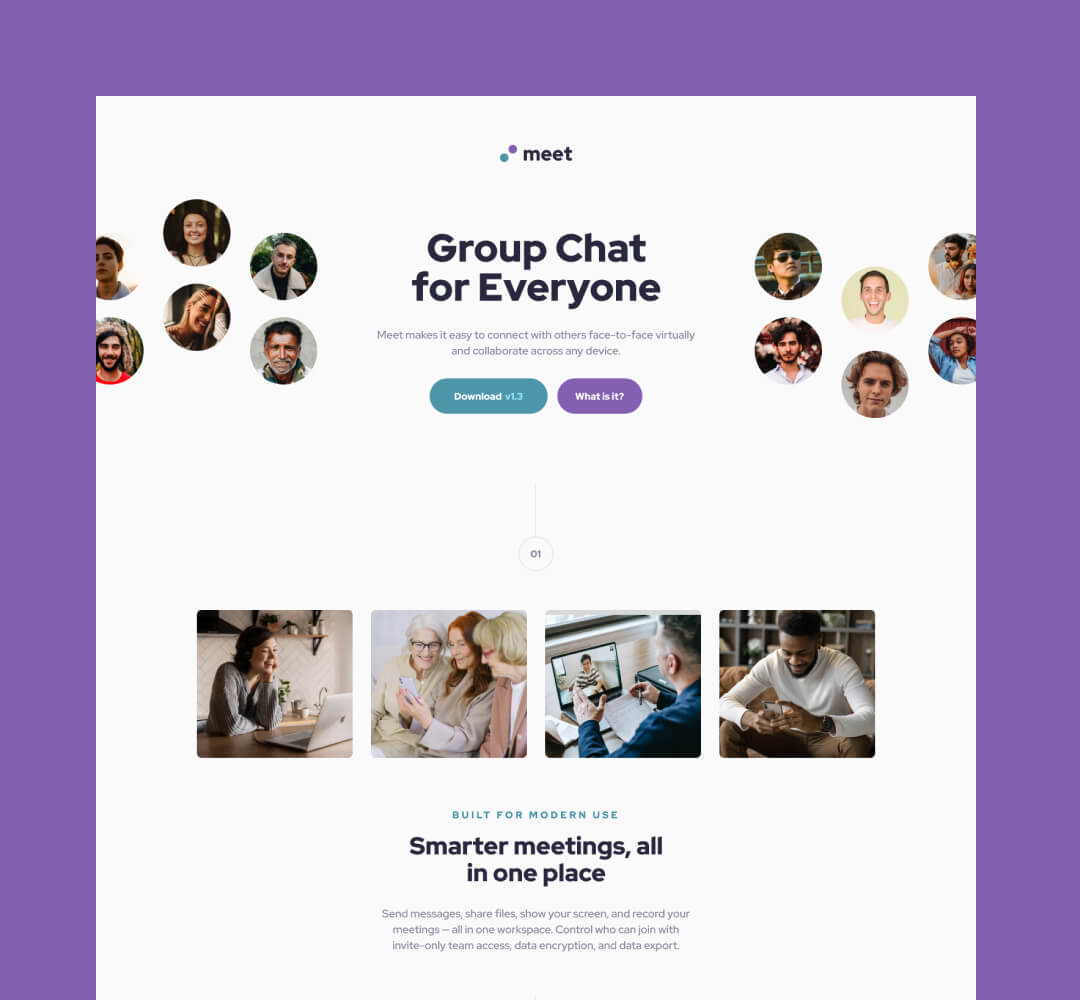 meet
Group Chat
for Everyone
Meet makes it easy to connect with others face-to-face virtually
and collaborate across any device.
Download v1.3
What is it?
01
BUILT FOR MODERN USE
Smarter meetings, all
in one place
Send messages, share files, show your screen, and record your
meetings — all in one workspace. Control who can join with
invite-only team access, data encryption, and data export.